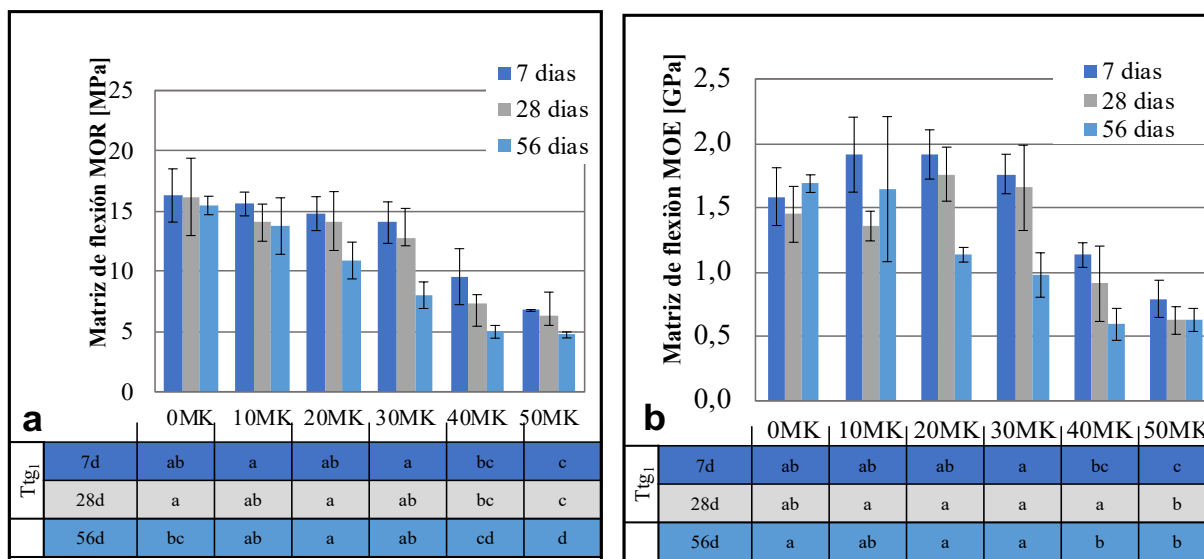 Matriz de flexiòn MOR [MPa]
25
20
15
10
5
0
7 dias
28 dias
56 dias
0MK 10MK 20MK 30MK 40MK 50MK
a
Ttg1
7d ab a ab a bc c
28d a ab a ab bc c
56d bc ab a ab cd d
Matriz de flexiòn MOE [GPa]
2,5
2,0
1,5
1,0
0,5
0,0
7 dias
28 dias
56 dias
0MK 10MK 20MK 30MK 40MK 50MK
b
Ttg1
7d ab ab ab a bc c
28d ab a a a a b
56d a ab a a b b